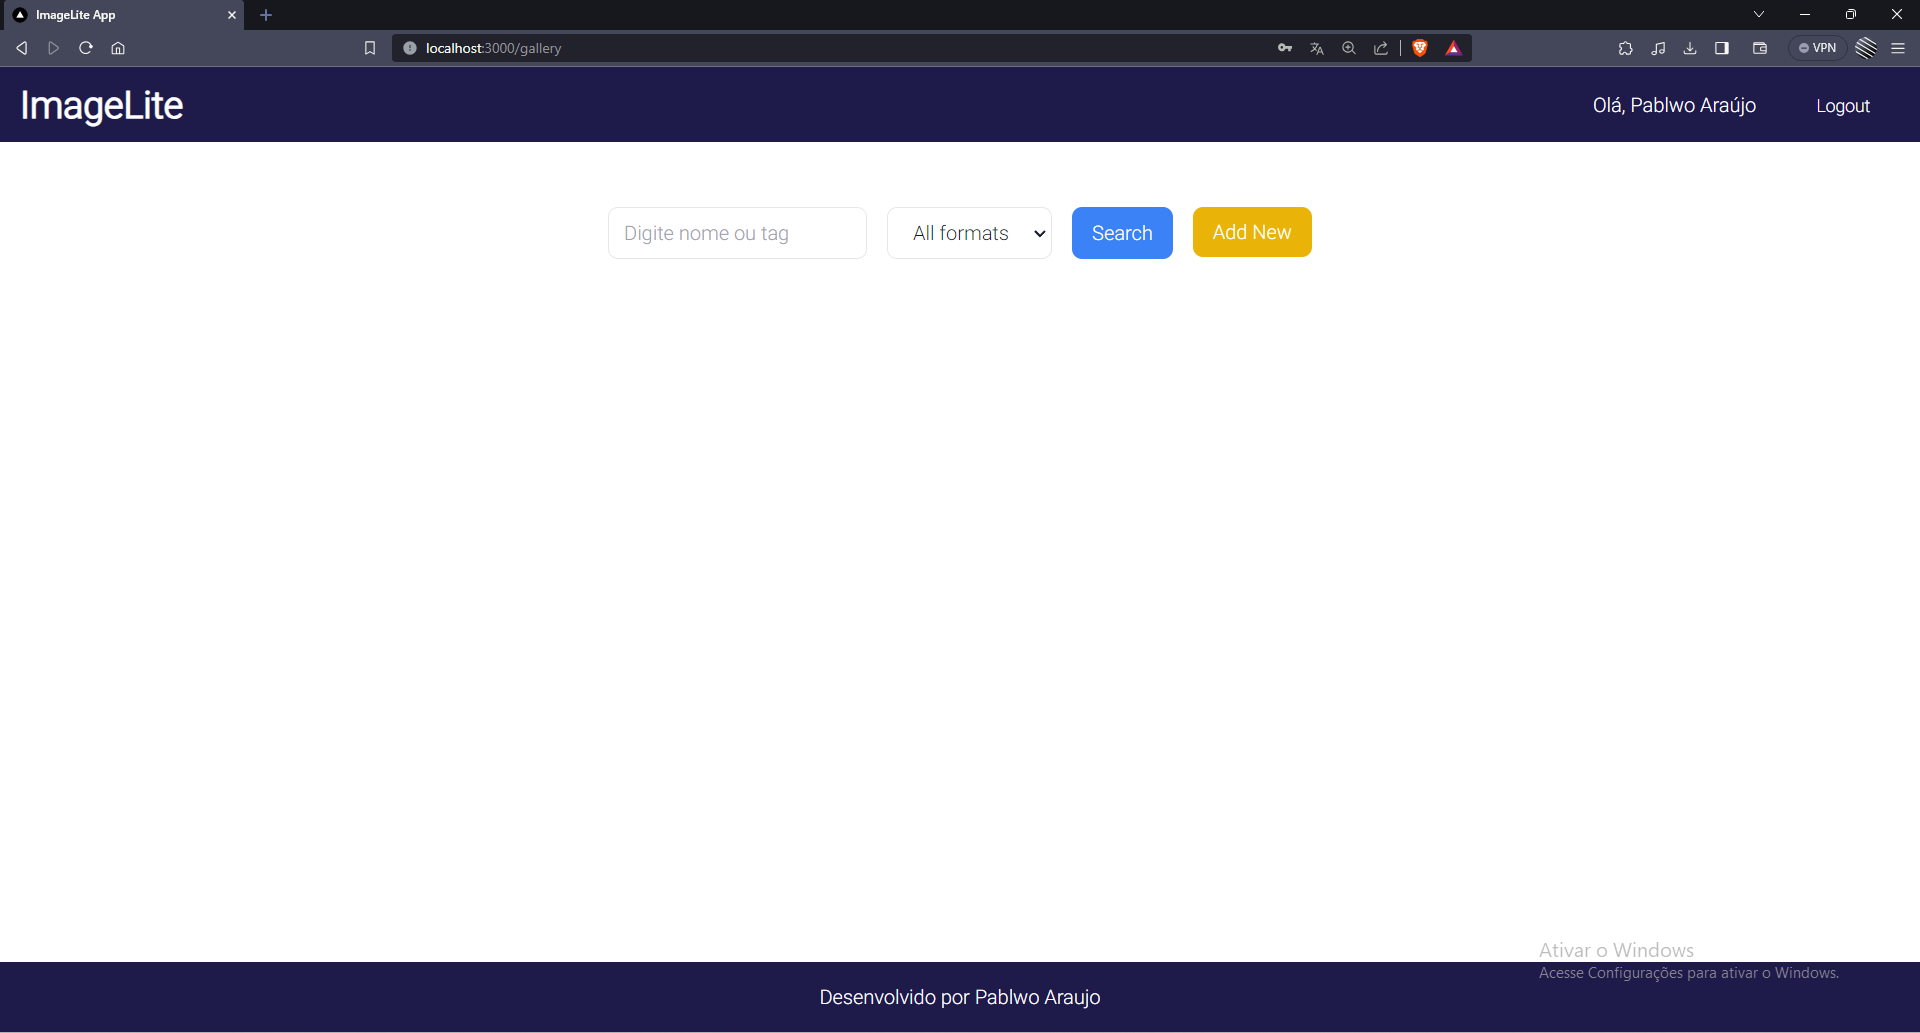 ImageLite App
localhost:3000/gallery
VPN
ImageLite
Olá, Pablwo Araújo
Logout
Digite nome ou tag
All formats
Search
Add New
Ativar o Windows
Acesse Configurações para ativar o Windows.
Desenvolvido por Pablwo Araujo